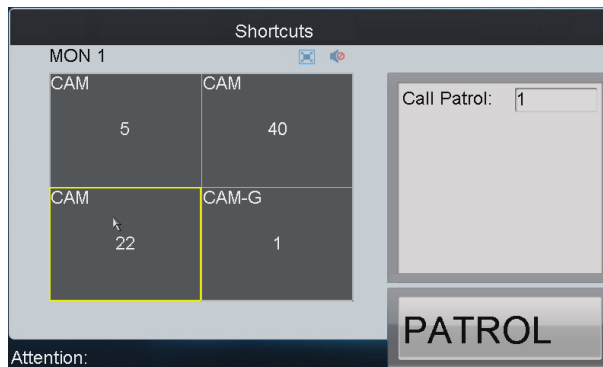 Shortcuts
MON 1
CAM
5
CAM
40
CAM
22
CAM-G
1
Call Patrol: 1
PATROL
Attention: